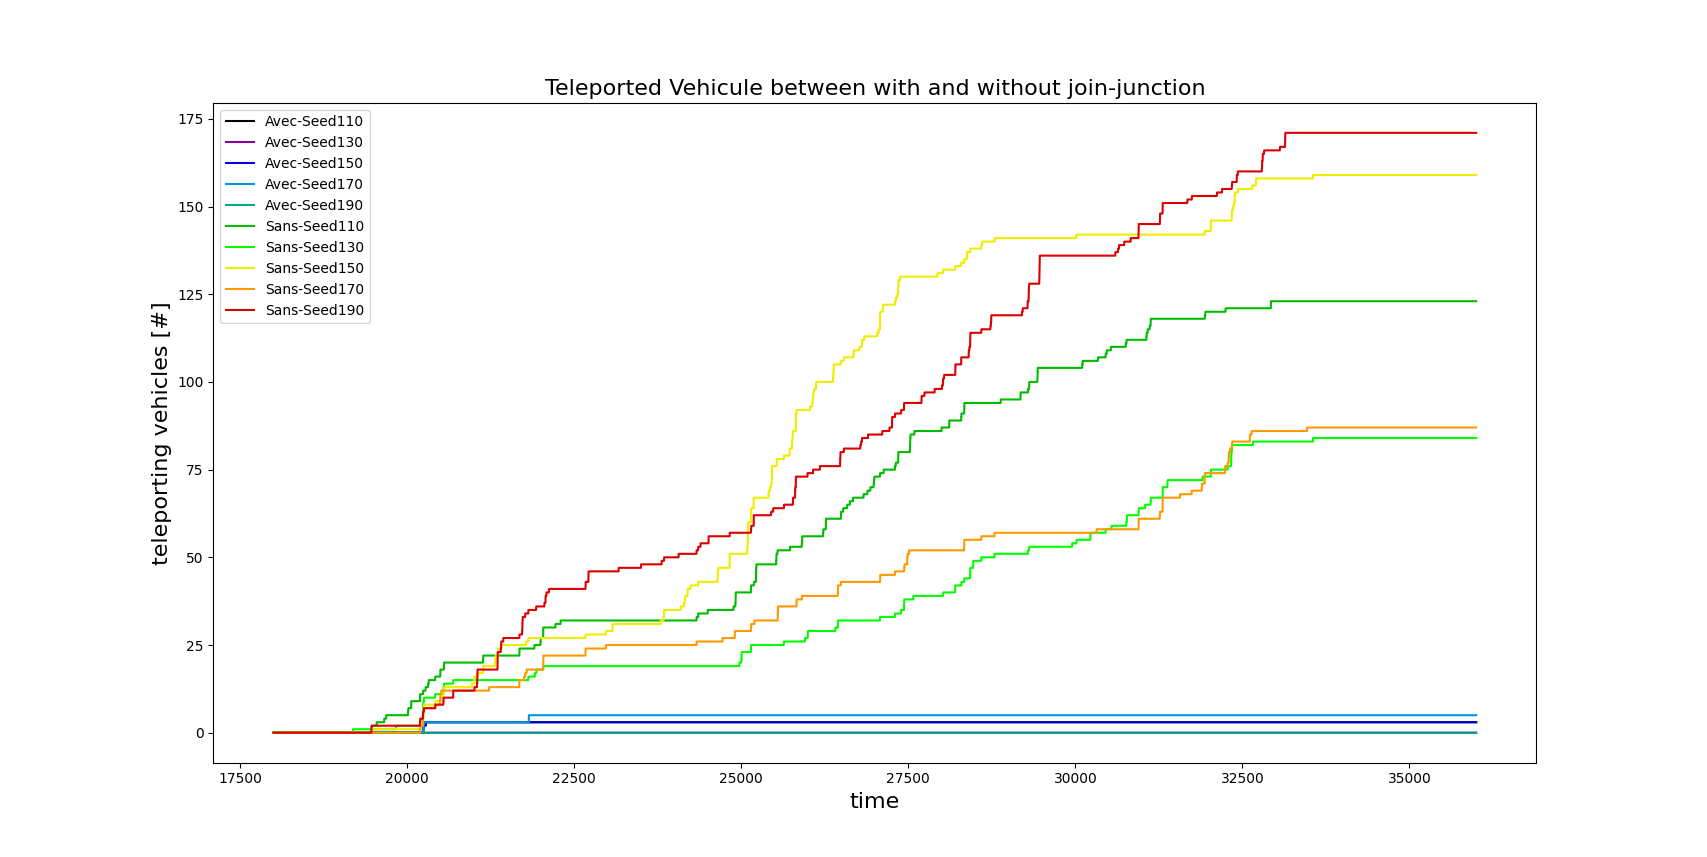 Teleported Vehicule between with and without join-junction
teleporting vehicles [#]
175
150
125
100
75
50
25
0
Avec-Seed110
Avec-Seed130
Avec-Seed150
Avec-Seed170
Avec-Seed190
Sans-Seed110
Sans-Seed130
Sans-Seed150
Sans-Seed170
Sans-Seed190
17500 20000 22500 25000 27500 30000 32500 35000
time